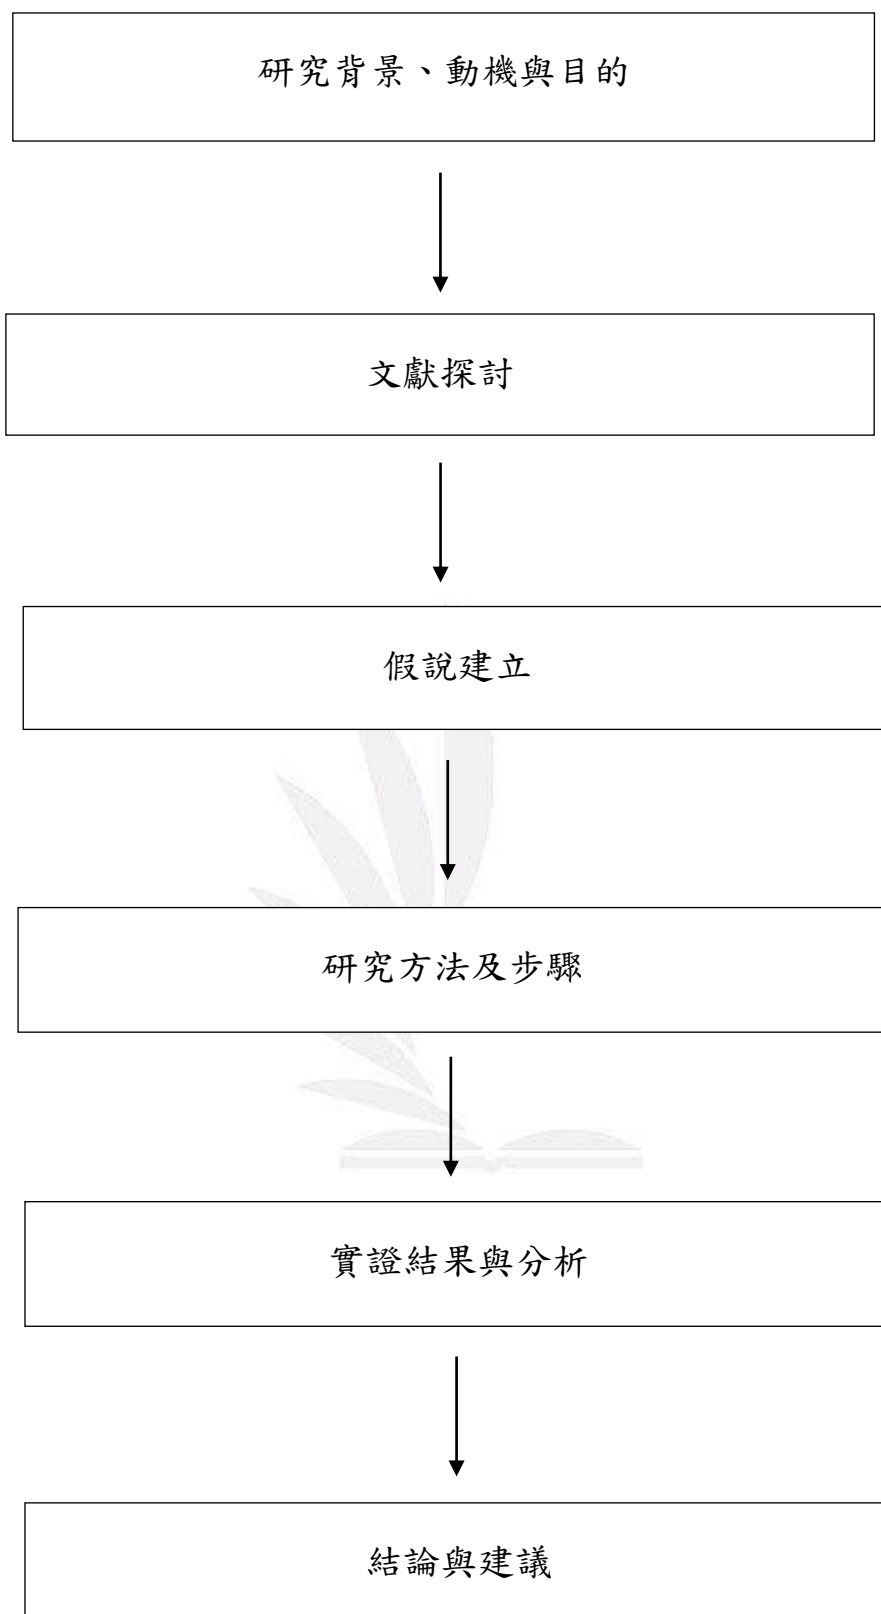 研究背景、動機與目的
文獻探討
假說建立
研究方法及步驟
實證結果與分析
結論與建議